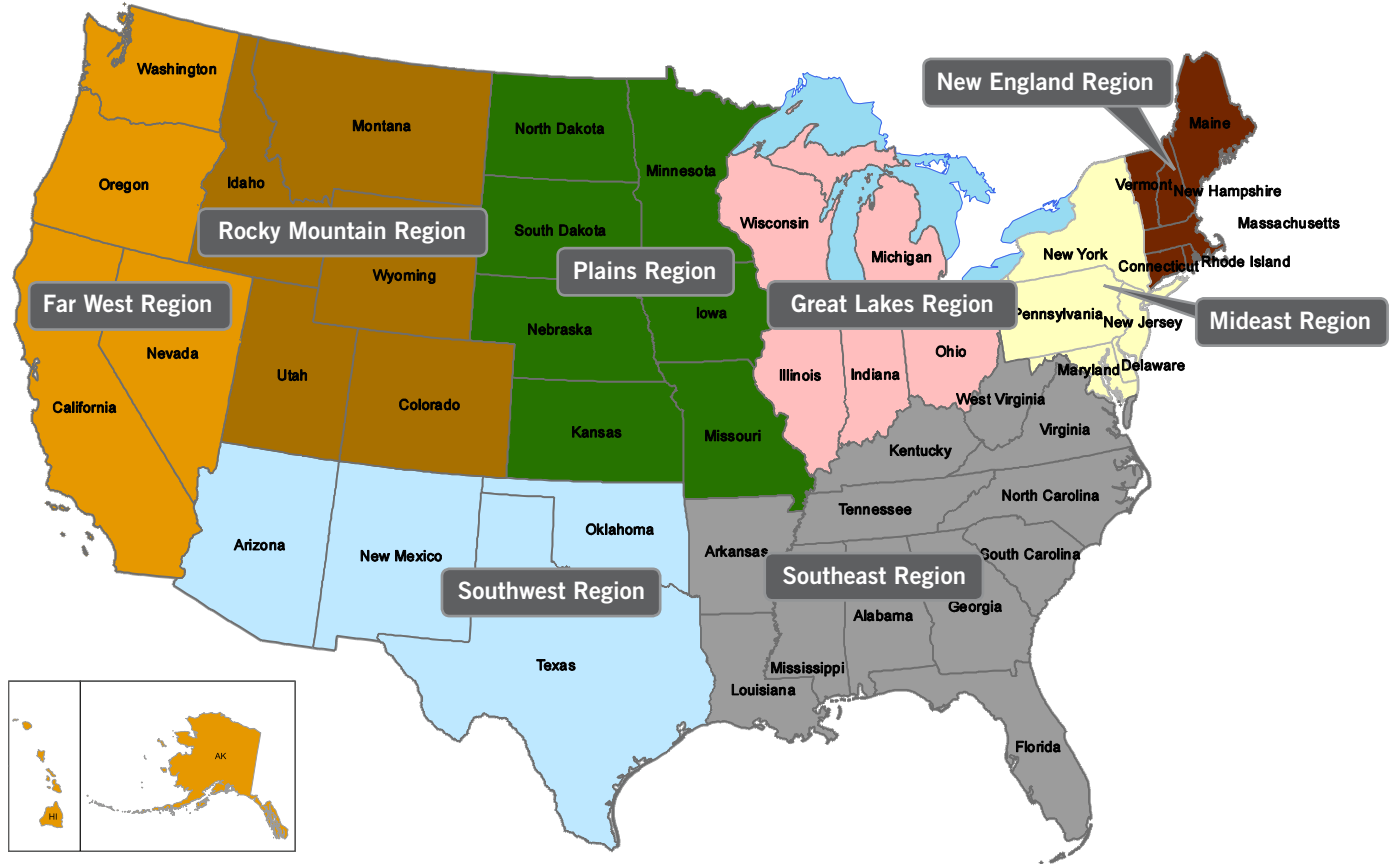 Washington
New England Region
Maine
Montana
North Dakota
Minnesota
Oregon
Idaho
Vermont
New Hampshire
Wisconsin
Massachusetts
Rocky Mountain Region
South Dakota
Michigan
New York
Connecticut
Rhode Island
Wyoming
Plains Region
Far West Region
Great Lakes Region
Iowa
Pennsylvania
New Jersey
Mideast Region
Nebraska
Nevada
Ohio
Utah
Illinois
Indiana
Maryland
Delaware
California
Colorado
West Virginia
Kansas
Missouri
Virginia
Kentucky
North Carolina
Tennessee
Oklahoma
Arizona
New Mexico
Arkansas
South Carolina
Southwest Region
Southeast Region
Georgia
Alabama
Texas
Mississippi
Louisiana
Florida
AK
HI